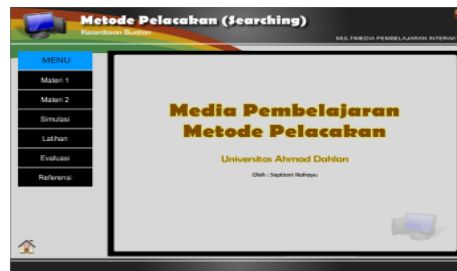 Metode Pelacakan (Searching)
Kecerdasan Buatan
MULTIMEDIA PEMBELAJARAN INTERAK
MENU
Materi 1
Materi 2
Simulasi
Latihan
Evaluasi
Referensi
Media Pembelajaran
Metode Pelacakan
Universitas Ahmad Dahlan
Oleh : Septiani Rahayu